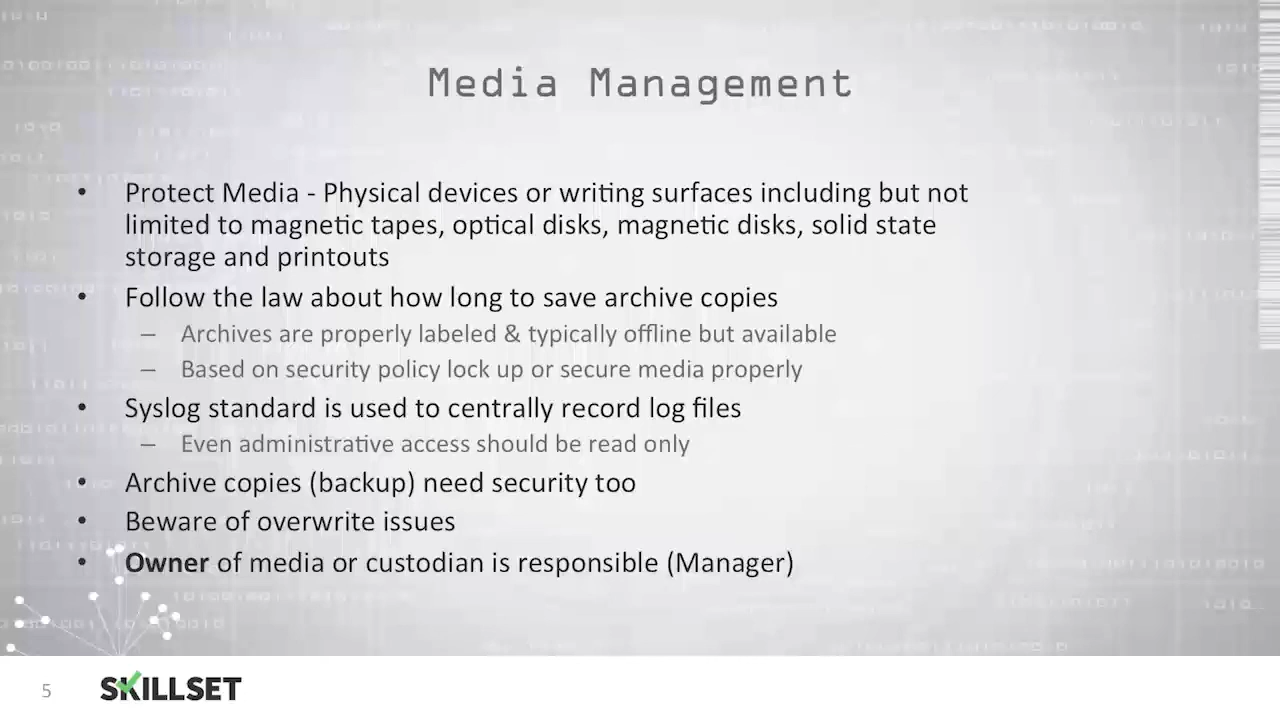 Media Management
• Protect Media - Physical devices or writing surfaces including but not
limited to magnetic tapes, optical disks, magnetic disks, solid state
storage and printouts
• Follow the law about how long to save archive copies
– Archives are properly labeled & typically offline but available
– Based on security policy lock up or secure media properly
• Syslog standard is used to centrally record log files
– Even administrative access should be read only
• Archive copies (backup) need security too
• Beware of overwrite issues
• Owner of media or custodian is responsible (Manager)
5
SKILLSET